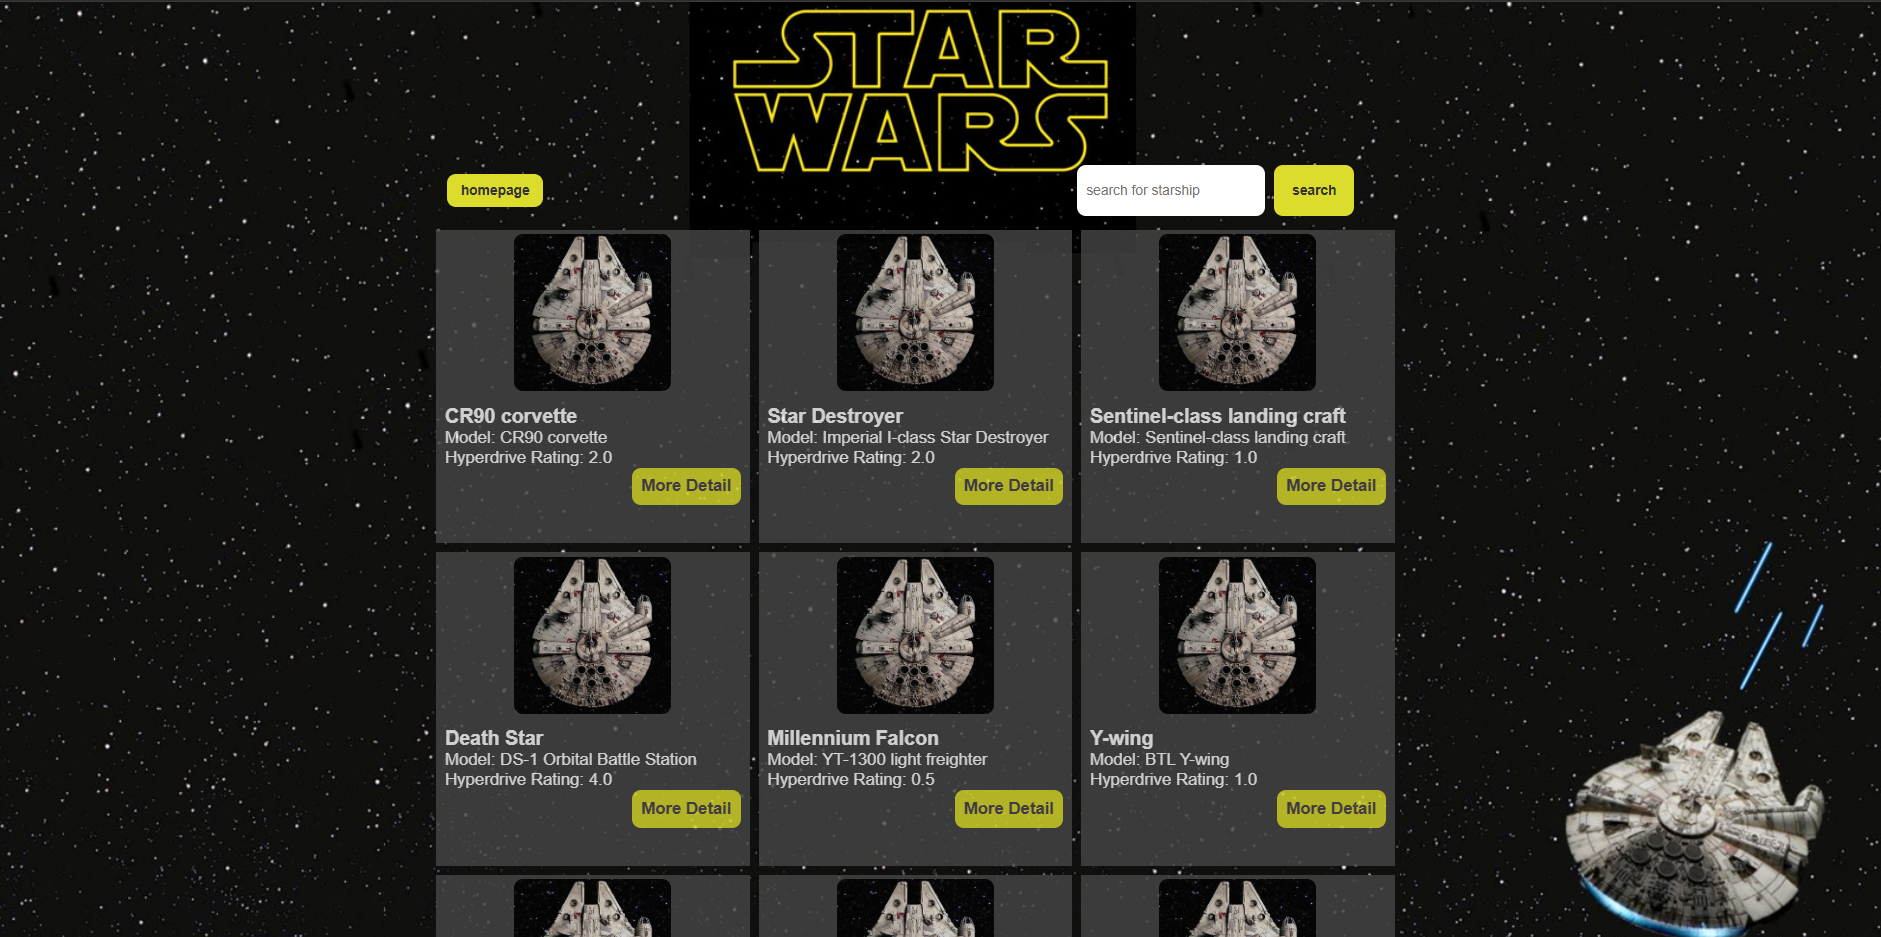 STAR
WARS
homepage
search for starship
search
CR90 corvette
Model: CR90 corvette
Hyperdrive Rating: 2.0
More Detail
Star Destroyer
Model: Imperial I-class Star Destroyer
Hyperdrive Rating: 2.0
More Detail
Sentinel-class landing craft
Model: Sentinel-class landing craft
Hyperdrive Rating: 1.0
More Detail
Death Star
Model: DS-1 Orbital Battle Station
Hyperdrive Rating: 4.0
More Detail
Millennium Falcon
Model: YT-1300 light freighter
Hyperdrive Rating: 0.5
More Detail
Y-wing
Model: BTL Y-wing
Hyperdrive Rating: 1.0
More Detail